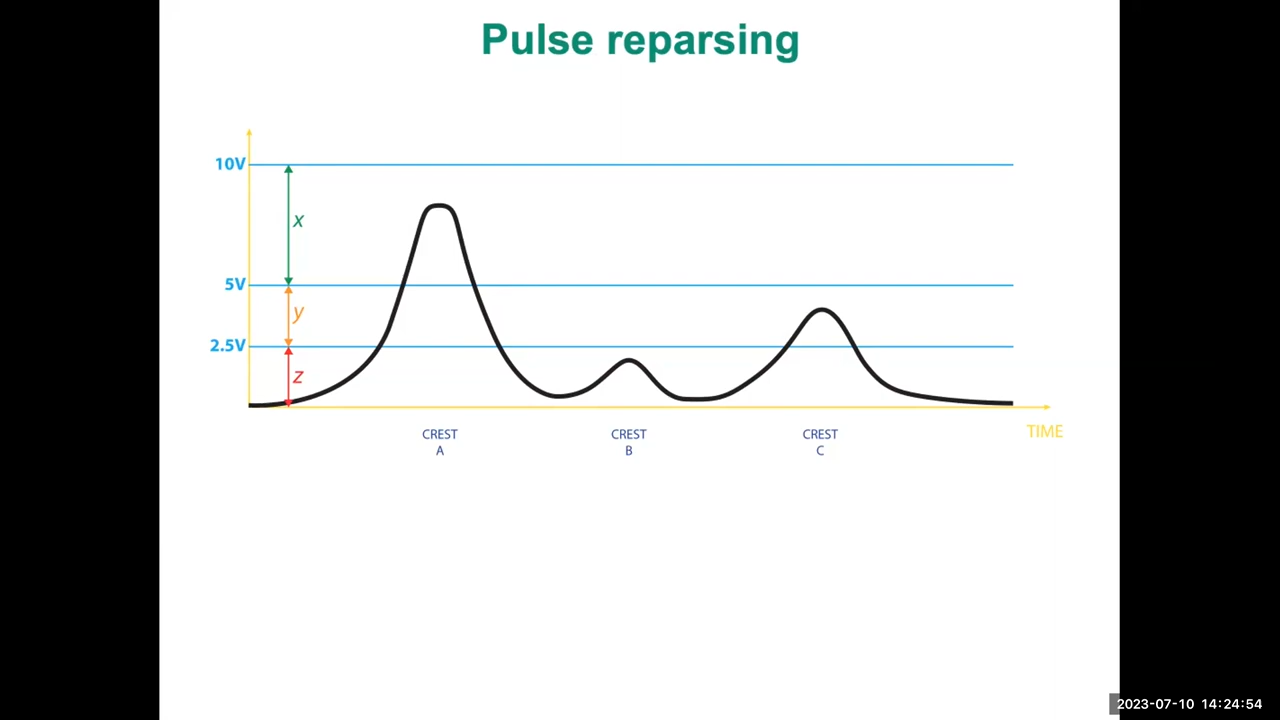 Pulse reparsing
10V
x
5V
y
2.5V
z
CREST
A
CREST
B
CREST
C
TIME
2023-07-10 14:24:54